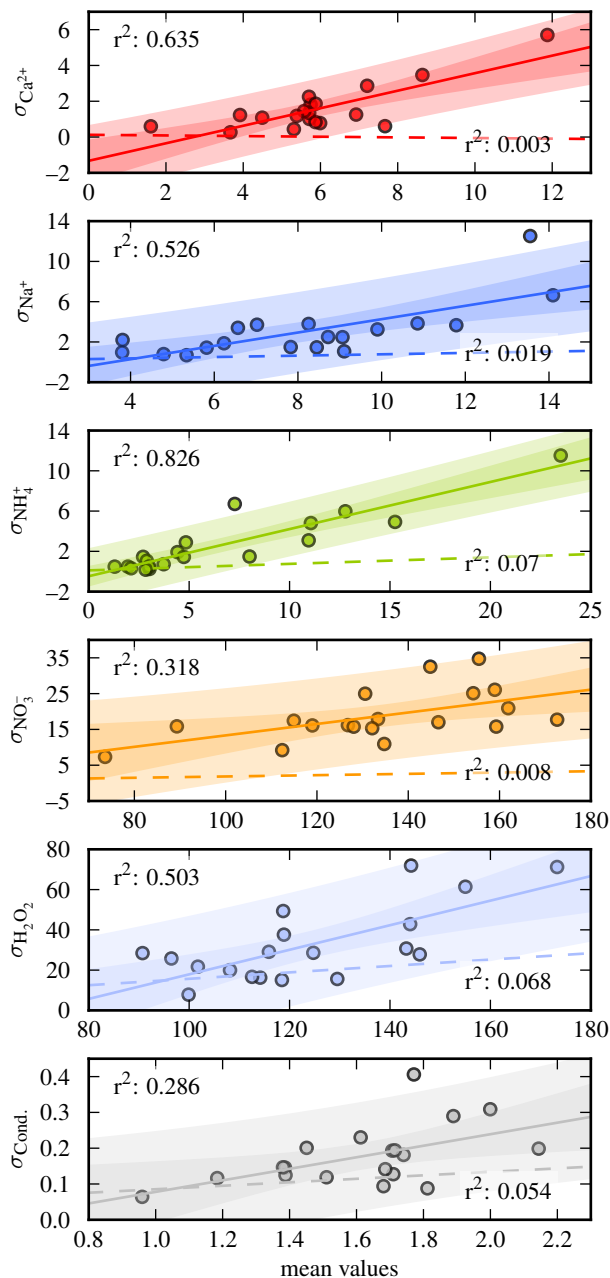 r²: 0.635
6
4
2
0
−2
σCa²⁺
r²: 0.003
0 2 4 6 8 10 12
r²: 0.526
14
10
6
2
−2
σNa⁺
r²: 0.019
4 6 8 10 12 14
r²: 0.826
14
10
6
2
−2
σNH₄⁺
r²: 0.07
0 5 10 15 20 25
r²: 0.318
35
25
15
5
−5
σNO₃⁻
r²: 0.008
80 100 120 140 160 180
r²: 0.503
80
60
40
20
0
σH₂O₂
r²: 0.068
80 100 120 140 160 180
r²: 0.286
0.4
0.3
0.2
0.1
0.0
σCond.
r²: 0.054
0.8 1.0 1.2 1.4 1.6 1.8 2.0 2.2
mean values